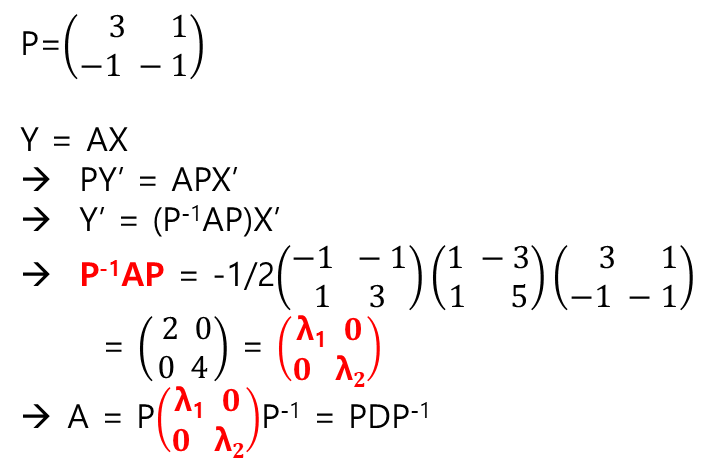 P=( 3 1
−1 −1 )
Y = AX
→ PY′ = APX′
→ Y′ = (P⁻¹AP)X′
→ P⁻¹AP = -1/2( −1 −1
1 3 )( 1 −3
1 5 )( 3 1
−1 −1 )
= ( 2 0
0 4 ) = ( λ₁ 0
0 λ₂ )
→ A = P( λ₁ 0
0 λ₂ )P⁻¹ = PDP⁻¹